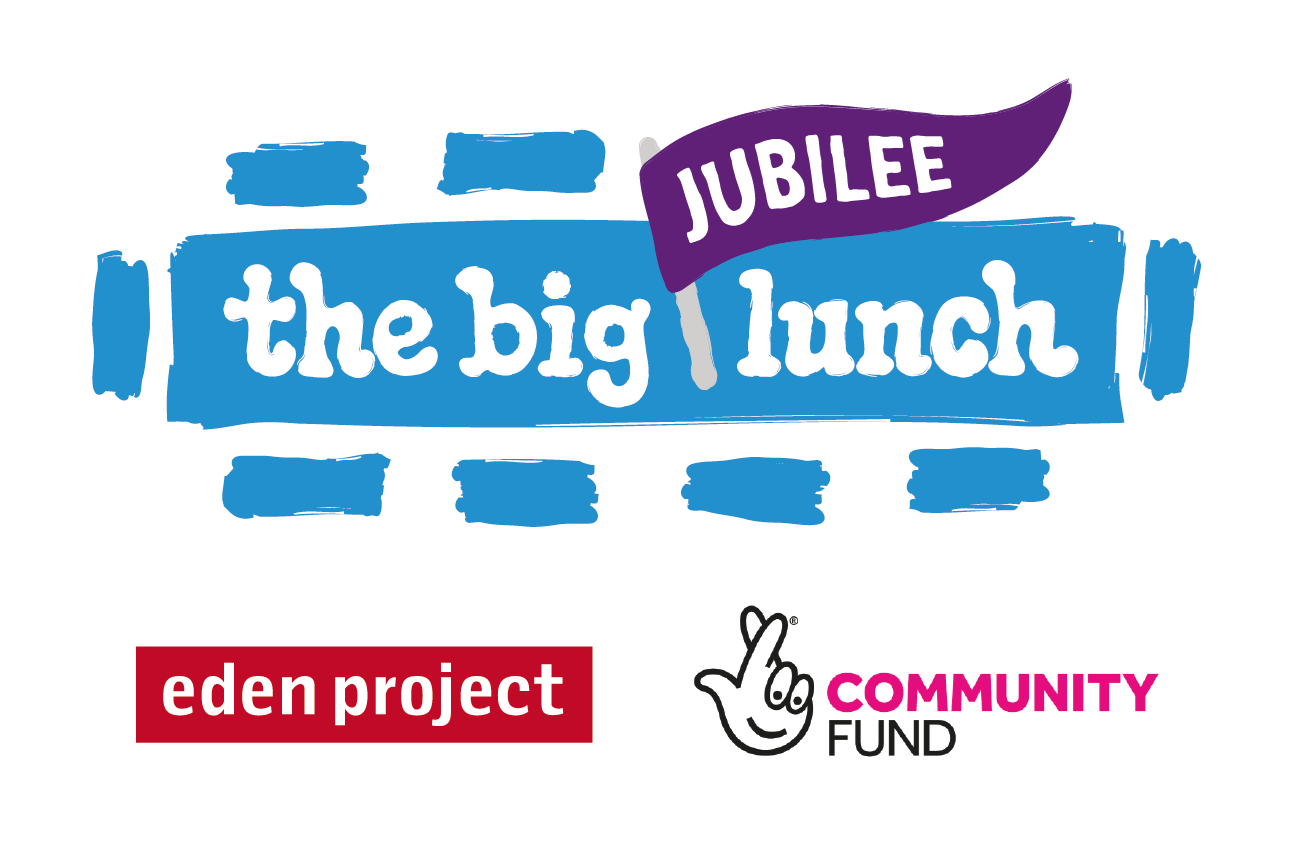 JUBILEE
the big lunch
eden project
®
COMMUNITY
FUND